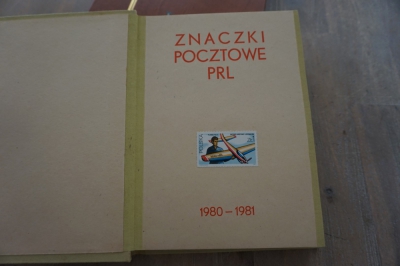 ZNACZKI
POCZTOWE
PRL
1980-1981